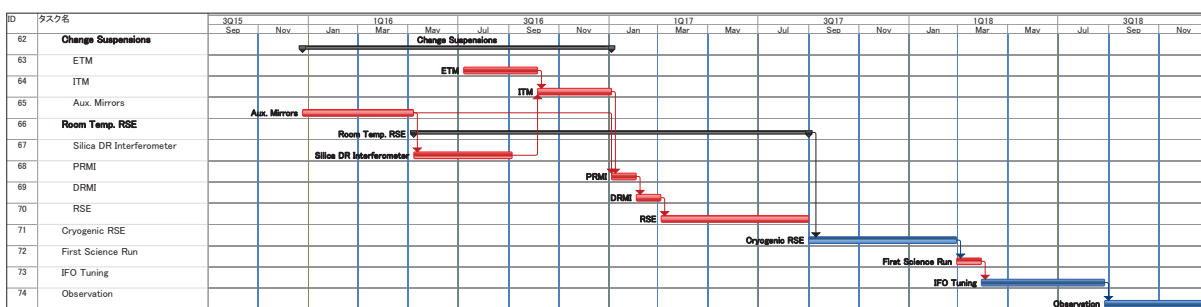 ID タスク名 3Q15 1Q16 3Q16 1Q17 3Q17 1Q18 3Q18
Sep Nov Jan Mar May Jul Sep Nov Jan Mar May Jul Sep Nov Jan Mar May Jul Sep Nov
62 Change Suspensions Change Suspensions
63 ETM ETM
64 ITM ITM
65 Aux. Mirrors Aux. Mirrors
66 Room Temp. RSE Room Temp. RSE
67 Silica DR Interferometer Silica DR Interferometer
68 PRMI PRMI
69 DRMI DRMI
70 RSE RSE
71 Cryogenic RSE Cryogenic RSE
72 First Science Run First Science Run
73 IFO Tuning IFO Tuning
74 Observation Observation